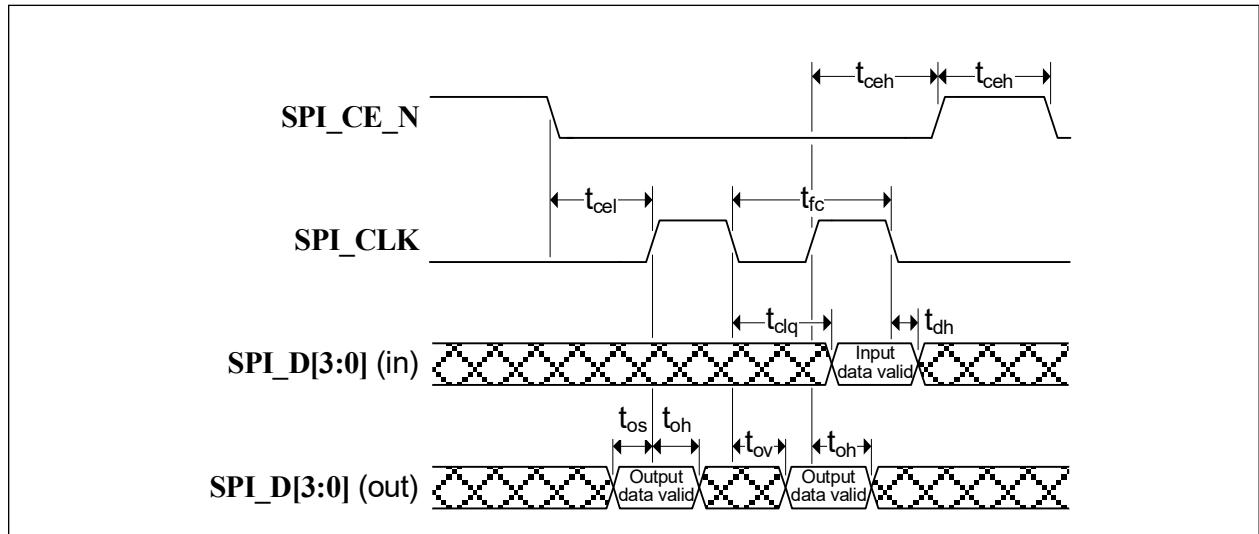 t_ceh t_ceh
SPI_CE_N
t_cel t_fc
SPI_CLK
t_clq t_dh
SPI_D[3:0] (in) Input data valid
t_os t_oh t_ov t_oh
SPI_D[3:0] (out) Output data valid Output data valid